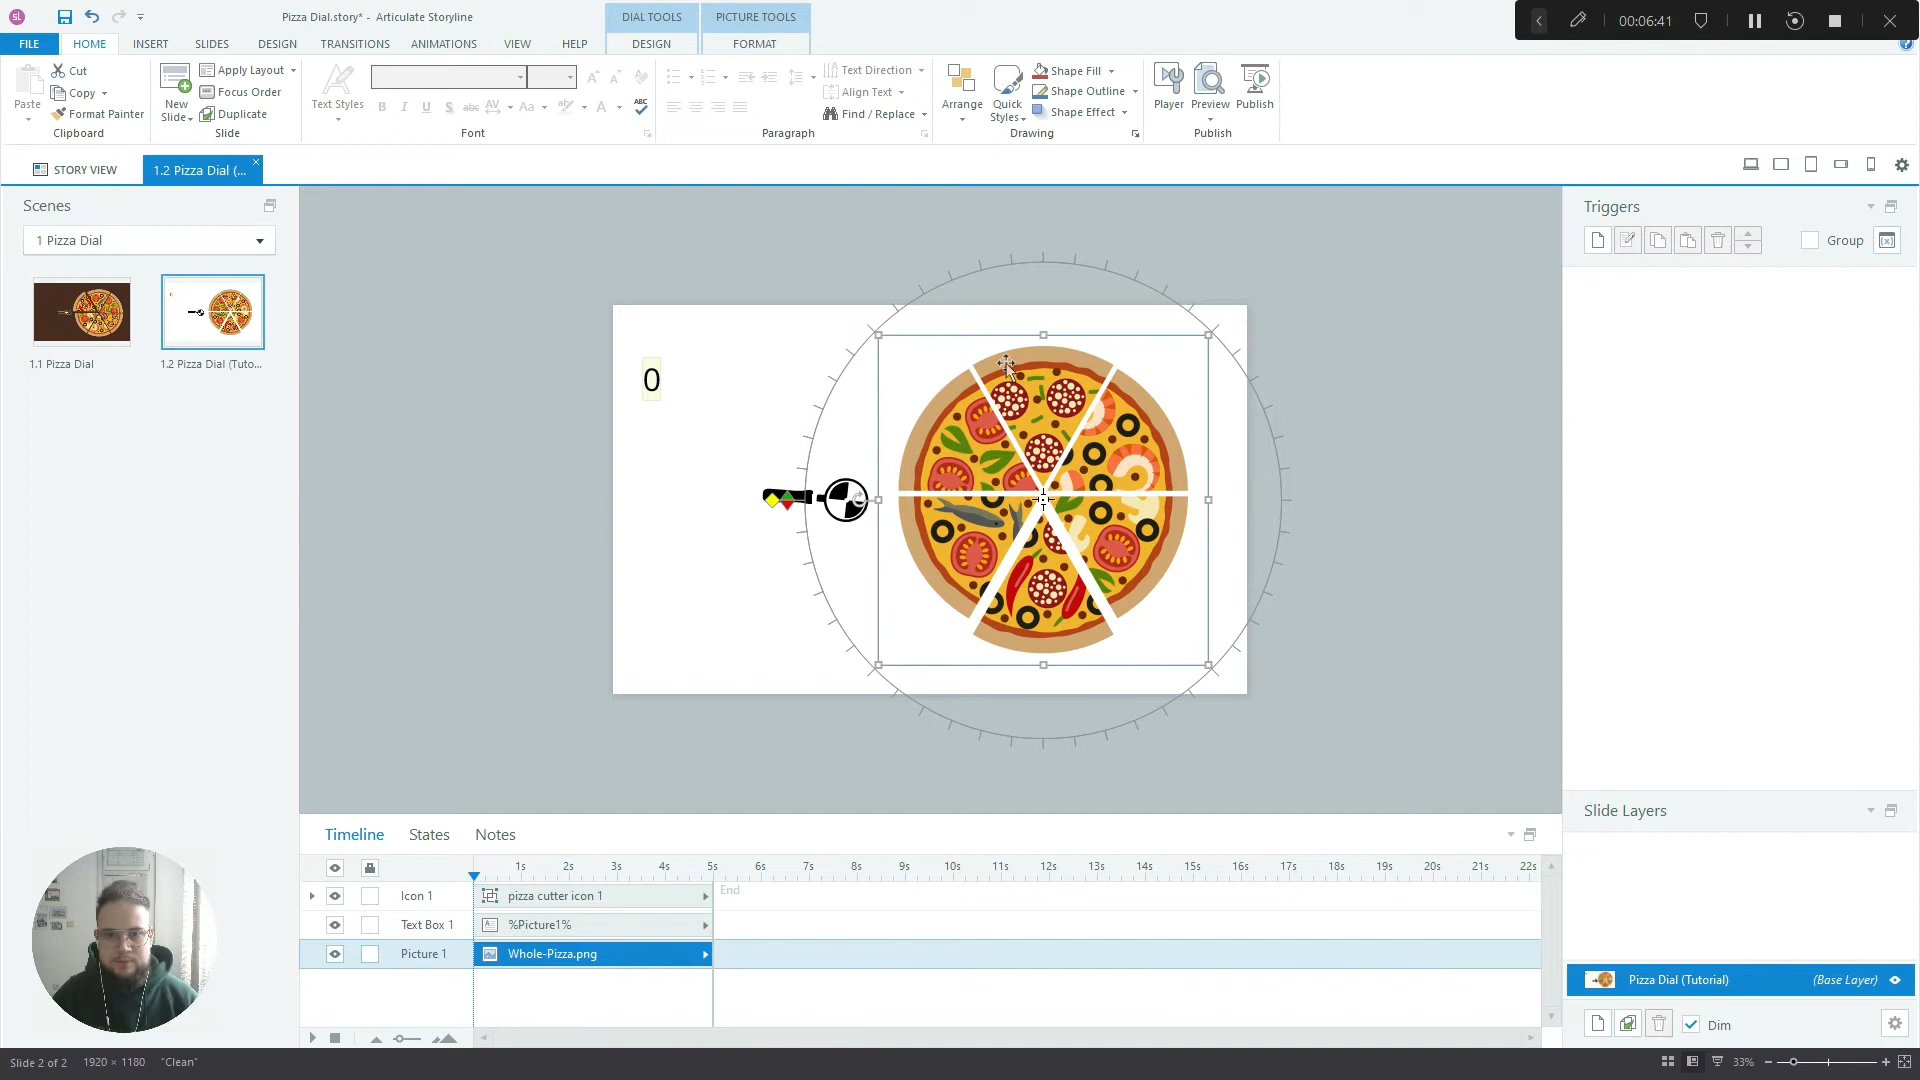 sl
Pizza Dial.story* - Articulate Storyline
DIAL TOOLS
PICTURE TOOLS
00:06:41
FILE
HOME
INSERT
SLIDES
DESIGN
TRANSITIONS
ANIMATIONS
VIEW
HELP
DESIGN
FORMAT
Paste
Cut
Copy
Format Painter
Clipboard
New
Slide
Apply Layout
Focus Order
Duplicate
Slide
Text Styles
B I U S abc AV Aa A
ABC
Font
Text Direction
Align Text
Find / Replace
Paragraph
Arrange
Quick
Styles
Shape Fill
Shape Outline
Shape Effect
Drawing
Player
Preview
Publish
Publish
STORY VIEW
1.2 Pizza Dial (...
Scenes
1 Pizza Dial
1.1 Pizza Dial
1.2 Pizza Dial (Tuto...
0
Triggers
Group
Slide Layers
Pizza Dial (Tutorial)
(Base Layer)
Dim
Timeline
States
Notes
1s 2s 3s 4s 5s 6s 7s 8s 9s 10s 11s 12s 13s 14s 15s 16s 17s 18s 19s 20s 21s 22s
Icon 1
pizza cutter icon 1
End
Text Box 1
%Picture1%
Picture 1
Whole-Pizza.png
Slide 2 of 2
1920 × 1180
"Clean"
33%